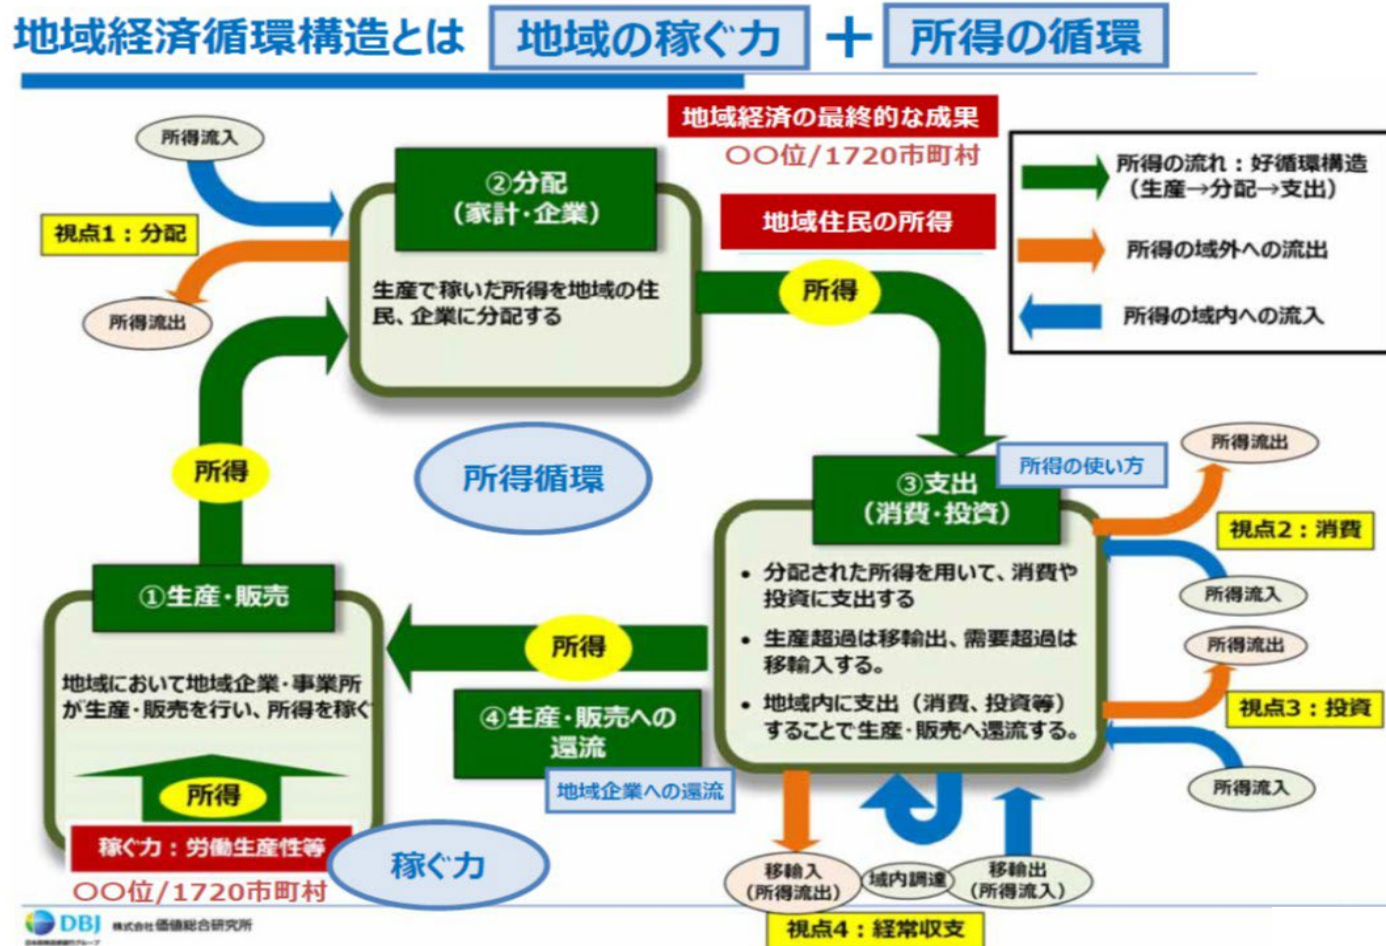 地域経済循環構造とは 地域の稼ぐ力 + 所得の循環
地域経済の最終的な成果
〇〇位/1720市町村
地域住民の所得
所得の流れ：好循環構造
（生産→分配→支出）
所得の域外への流出
所得の域内への流入
所得流入
視点1：分配
所得流出
②分配
（家計・企業）
生産で稼いだ所得を地域の住
民、企業に分配する
所得
所得
所得循環
所得の使い方
③支出
（消費・投資）
・ 分配された所得を用いて、消費や
投資に支出する
・ 生産超過は移輸出、需要超過は
移輸入する。
・ 地域内に支出（消費、投資等）
することで生産・販売へ還流する。
所得流出
視点2：消費
所得流入
所得流出
視点3：投資
所得流入
①生産・販売
地域において地域企業・事業所
が生産・販売を行い、所得を稼ぐ
所得
稼ぐ力：労働生産性等
〇〇位/1720市町村
稼ぐ力
所得
④生産・販売への
還流
地域企業への還流
移輸入
（所得流出）
域内調達
移輸出
（所得流入）
視点4：経常収支
DBJ 株式会社価値総合研究所